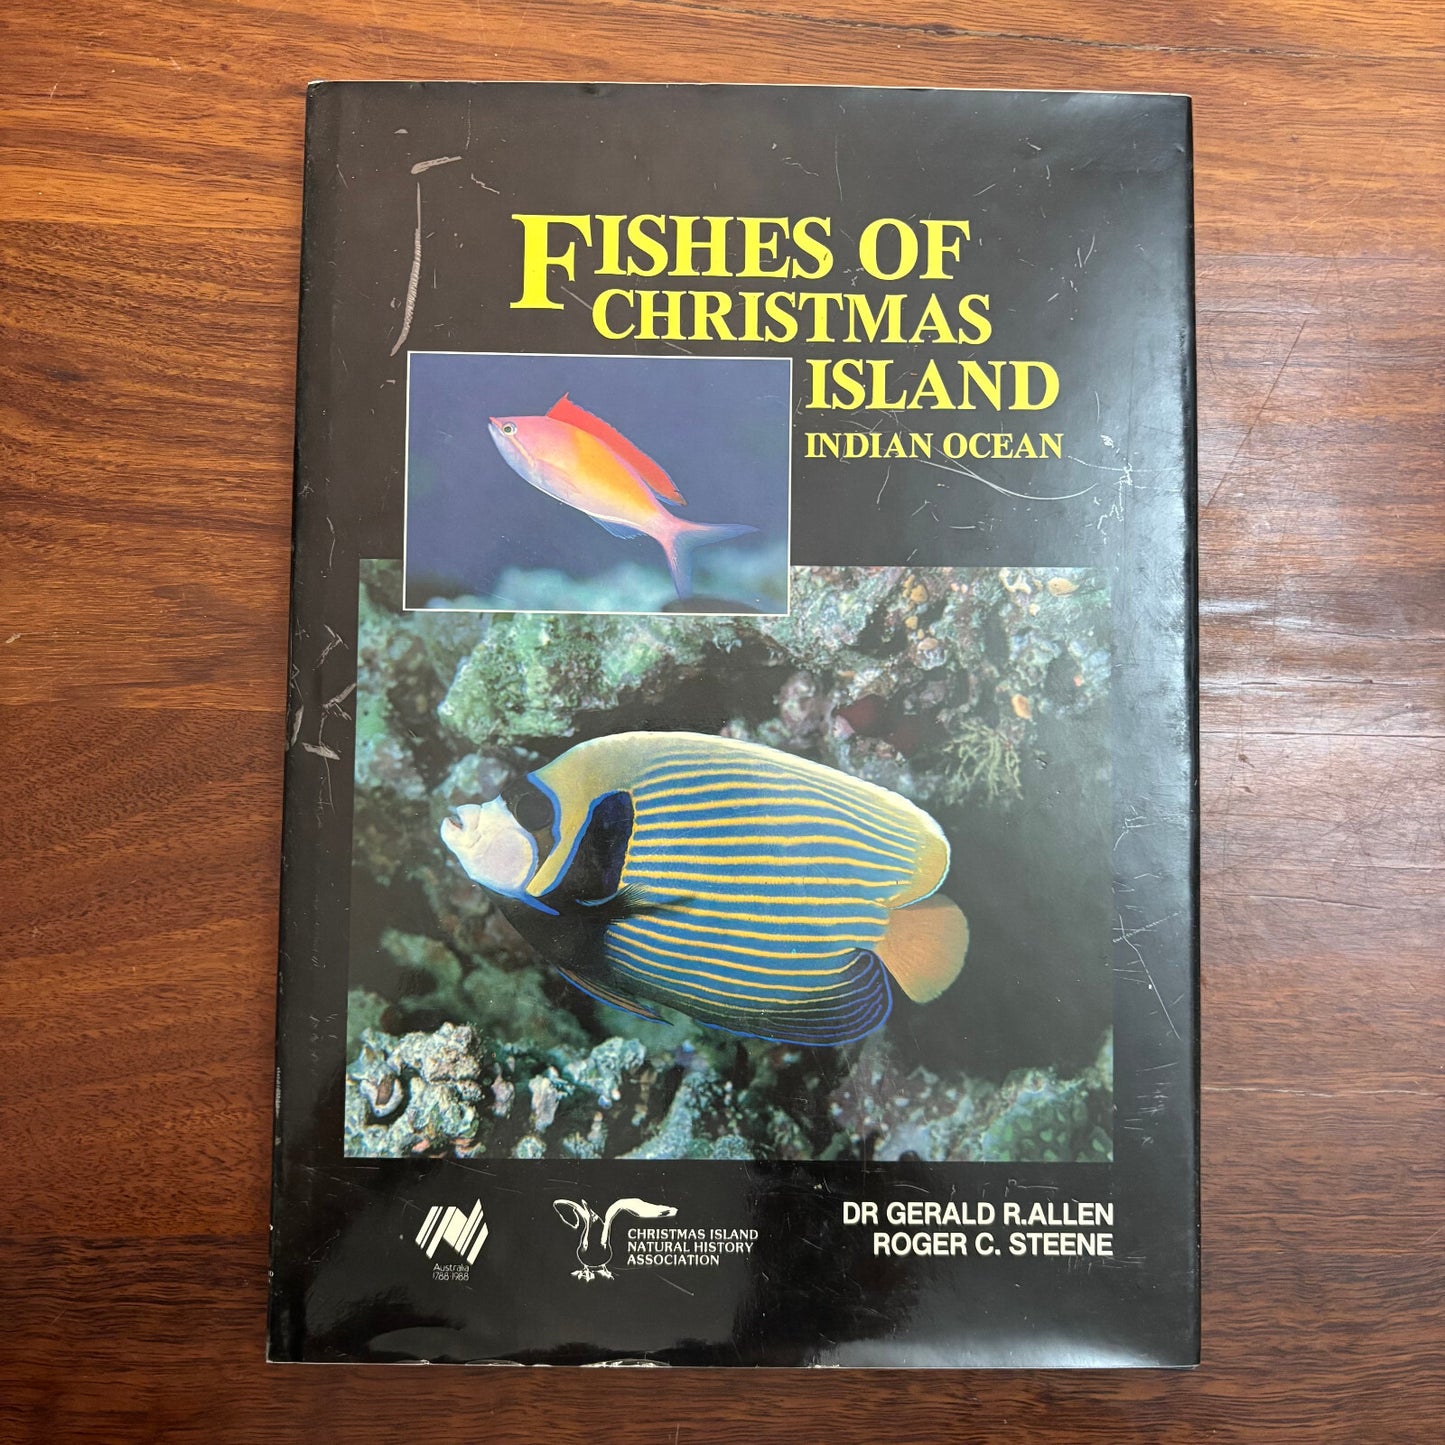 FISHES OF
CHRISTMAS
ISLAND
INDIAN OCEAN
DR GERALD R.ALLEN
ROGER C. STEENE
Australia
1788-1988
CHRISTMAS ISLAND
NATURAL HISTORY
ASSOCIATION